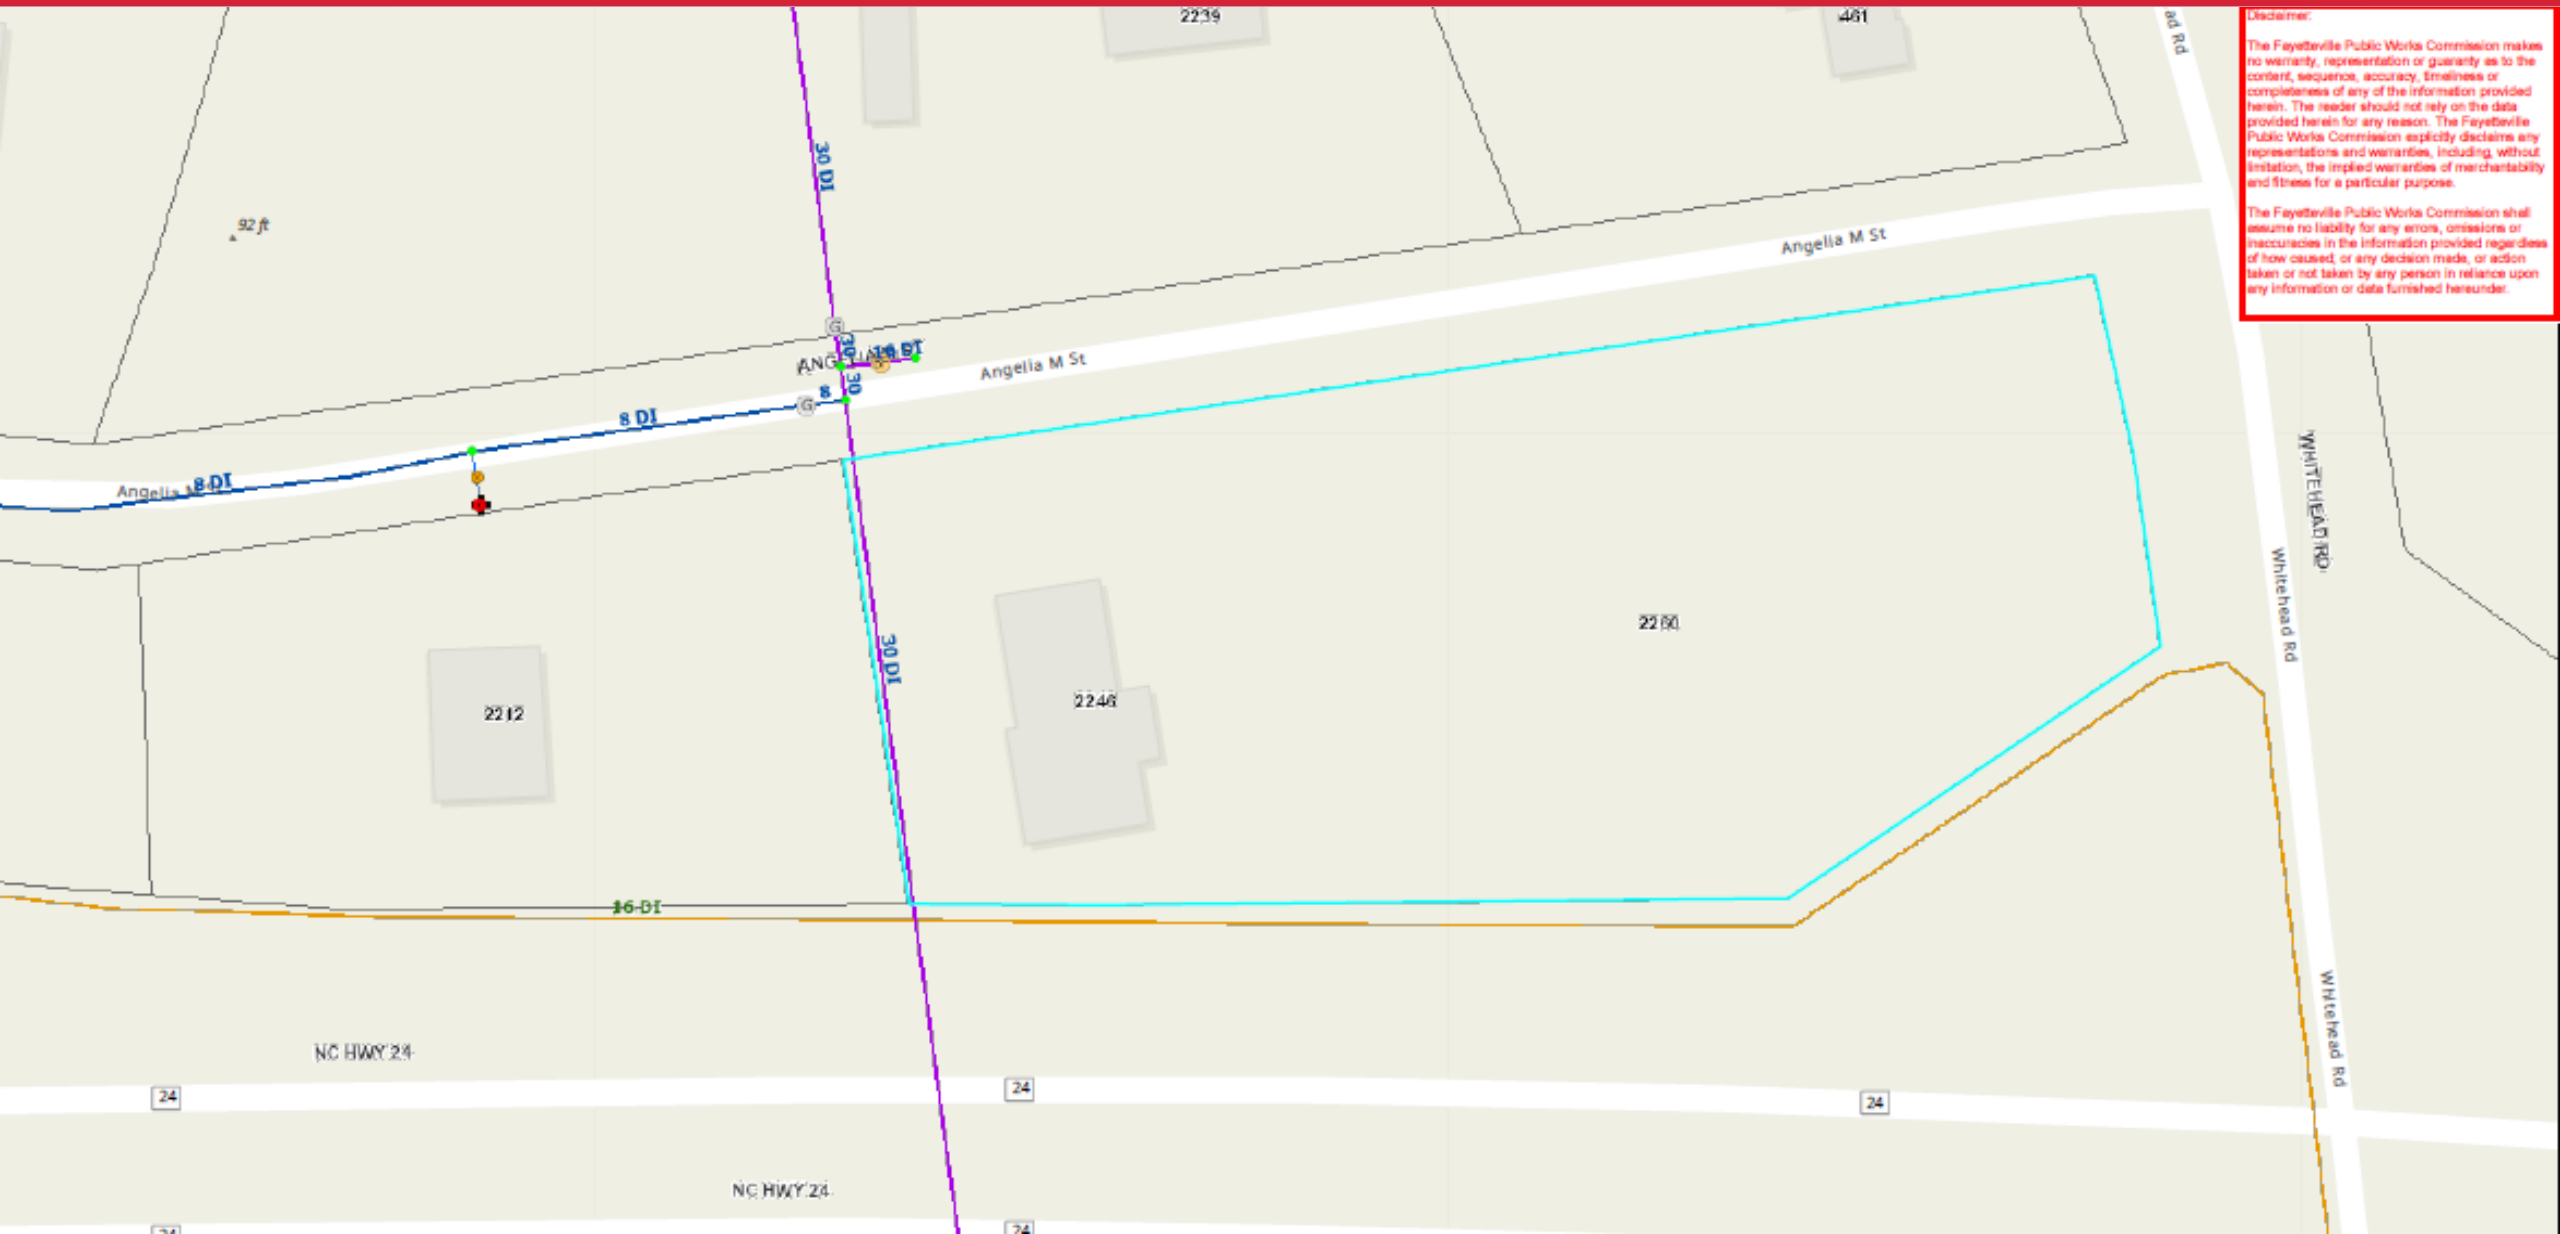 2239
461
ad Rd
Disclaimer:
The Fayetteville Public Works Commission makes
no warranty, representation or guaranty as to the
content, sequence, accuracy, timeliness or
completeness of any of the information provided
herein. The reader should not rely on the data
provided herein for any reason. The Fayetteville
Public Works Commission explicitly disclaims any
representations and warranties, including, without
limitation, the implied warranties of merchantability
and fitness for a particular purpose.
The Fayetteville Public Works Commission shall
assume no liability for any errors, omissions or
inaccuracies in the information provided regardless
of how caused; or any decision made, or action
taken or not taken by any person in reliance upon
any information or data furnished hereunder.
30 DI
92 ft
Angelia M St
G
30
16 DI
Angelia M St
30
8
G
8 DI
8 DI
WHITEHEAD RD
Whitehead Rd
30 DI
2260
2212
2246
16 DI
Whitehead Rd
NC HWY 24
24
24
24
NC HWY 24
24
24